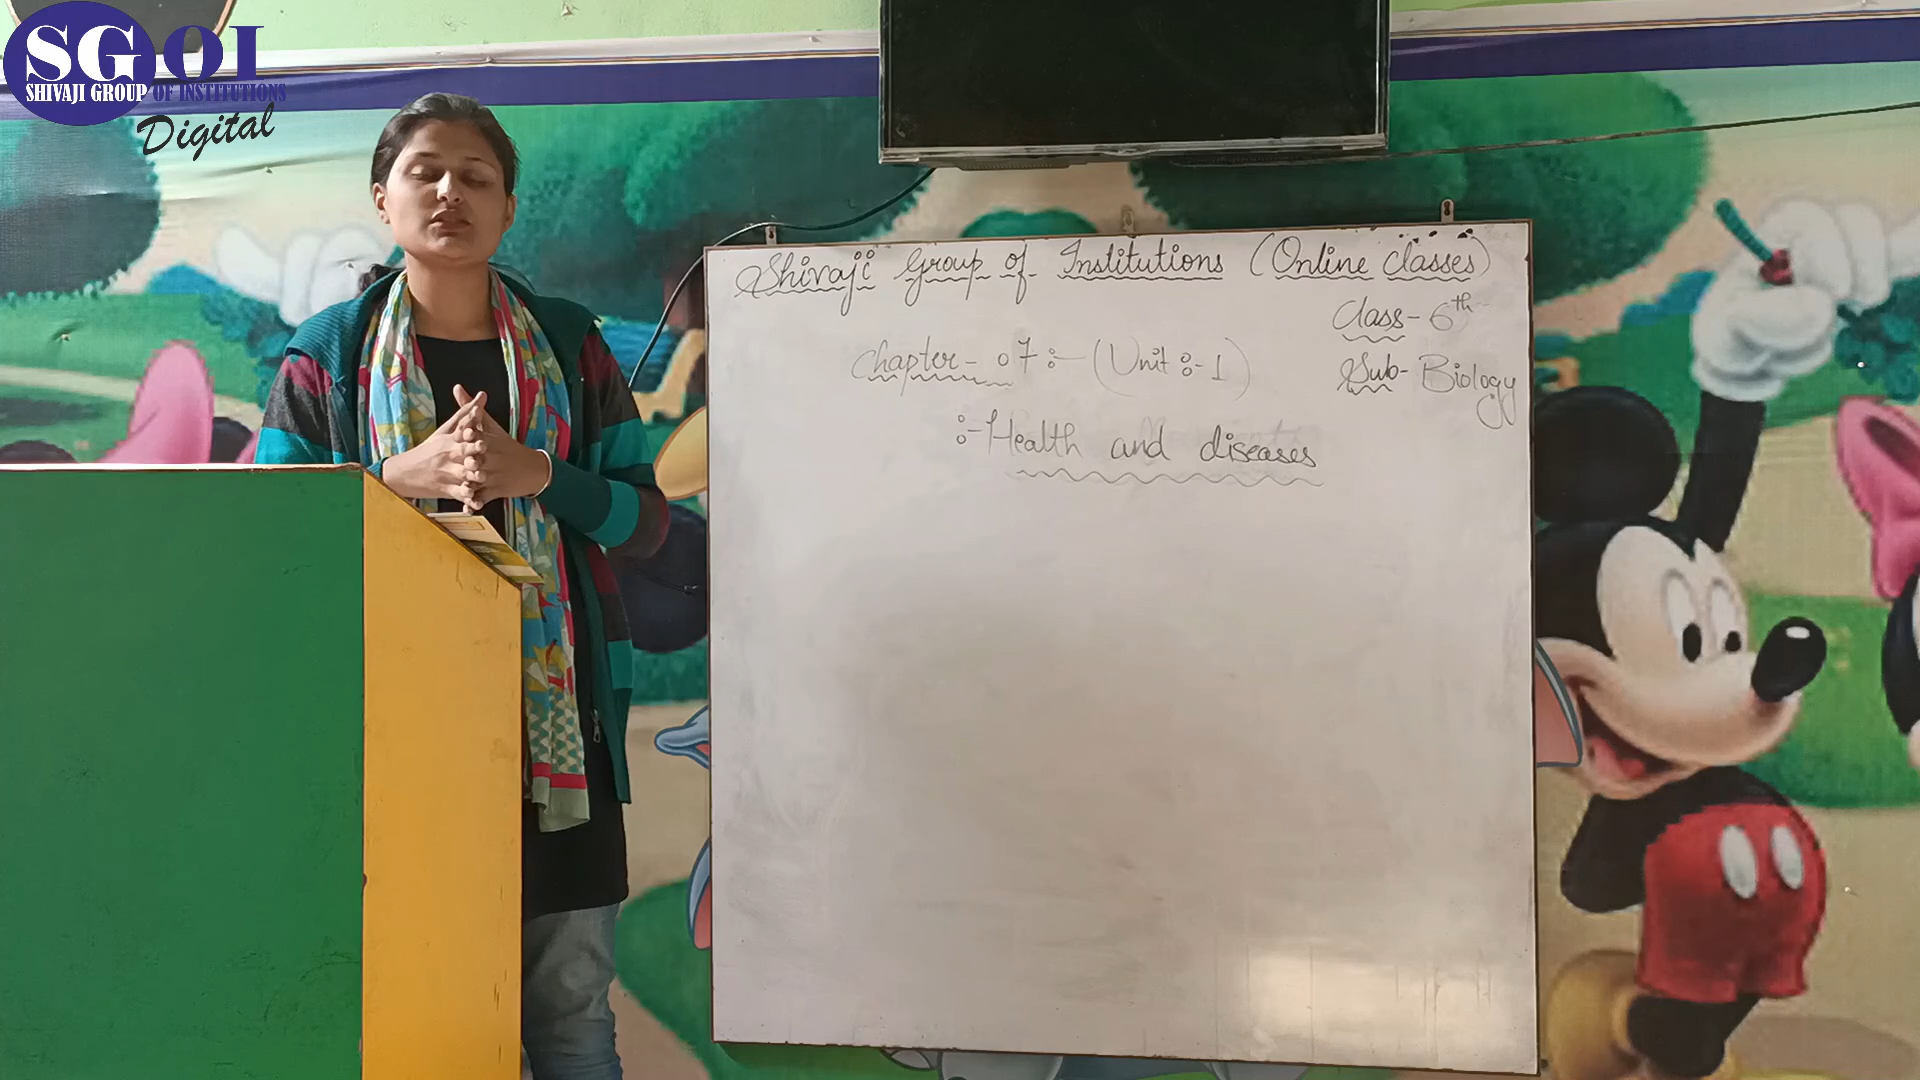 SGOI
SHIVAJI GROUP OF INSTITUTIONS
Digital
Shivaji Group of Institutions (Online classes)
Class- 6th
Chapter- 07 :- (Unit :- 1)
Sub- Biology
:- Health and diseases